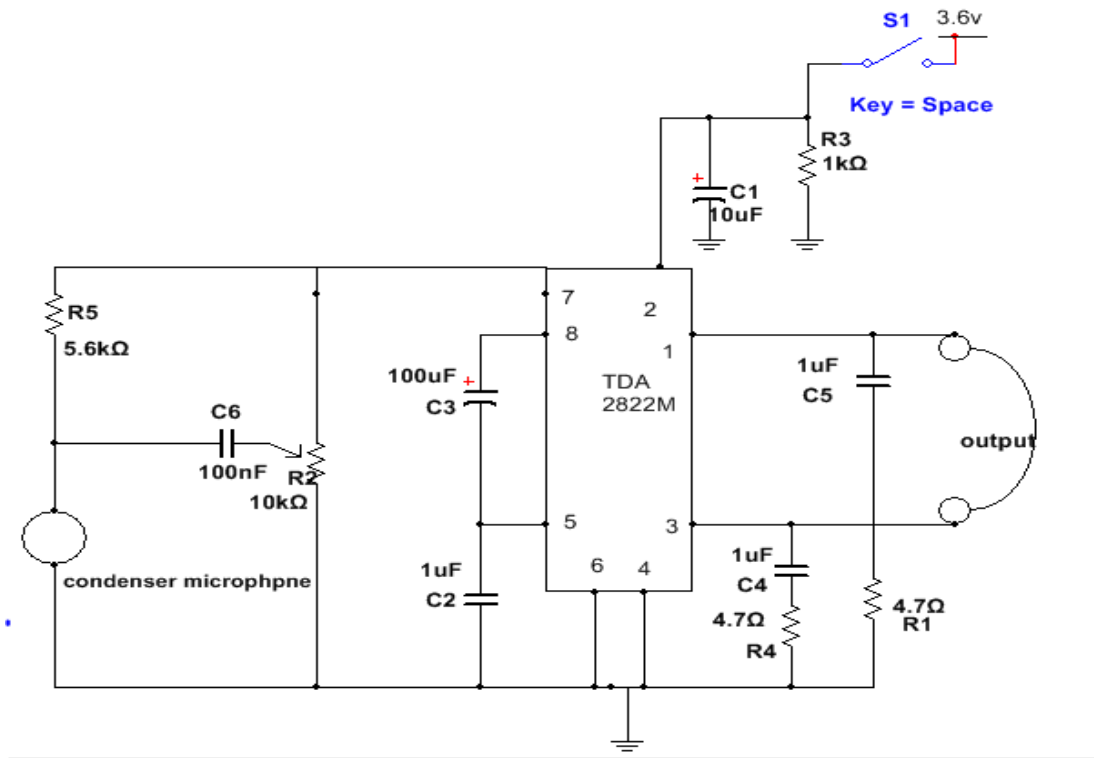 S1 3.6v
Key = Space
R3
1kΩ
C1
10uF
R5
5.6kΩ
7
2
8
1
100uF
C3
TDA
2822M
1uF
C5
C6
100nF
R2
10kΩ
output
5
3
condenser microphpne
1uF
C2
6 4
1uF
C4
4.7Ω
R4
4.7Ω
R1
+
+